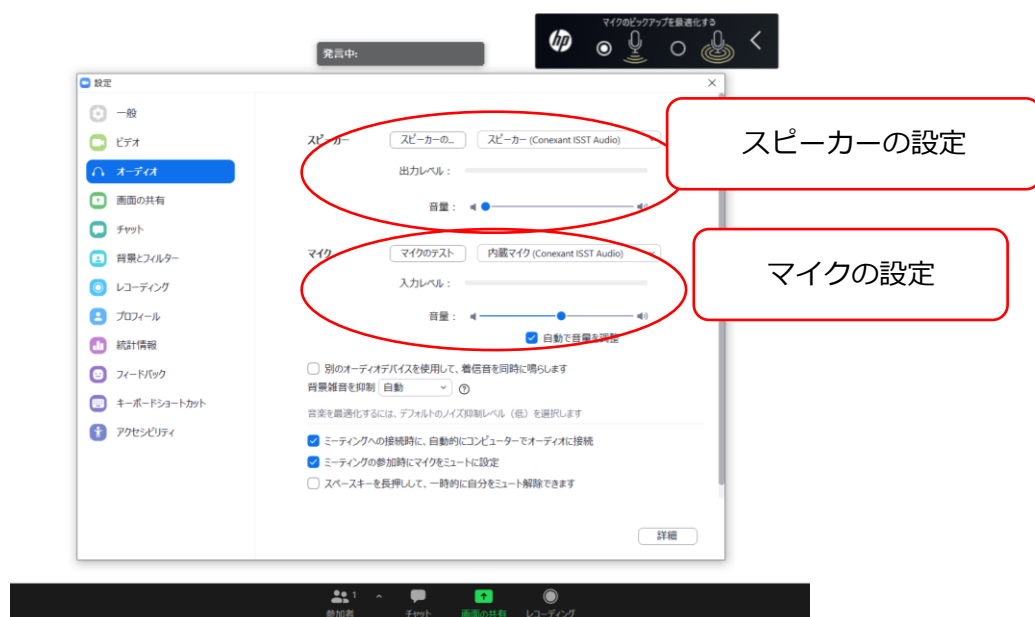 マイクのピックアップを最適化する
hp
発言中:
設定
一般
ビデオ
オーディオ
画面の共有
チャット
背景とフィルター
レコーディング
プロフィール
統計情報
フィードバック
キーボードショートカット
アクセシビリティ
スピーカー スピーカーの... スピーカー (Conexant ISST Audio)
出力レベル:
音量:
マイク マイクのテスト 内蔵マイク (Conexant ISST Audio)
入力レベル:
音量:
自動で音量を調整
別のオーディオデバイスを使用して、着信音を同時に鳴らします
背景雑音を抑制 自動
音楽を最適化するには、デフォルトのノイズ抑制レベル(低)を選択します
ミーティングへの接続時に、自動的にコンピューターでオーディオに接続
ミーティングの参加時にマイクをミュートに設定
スペースキーを長押しして、一時的に自分をミュート解除できます
詳細
スピーカーの設定
マイクの設定
1
参加者 チャット 画面の共有 レコーディング